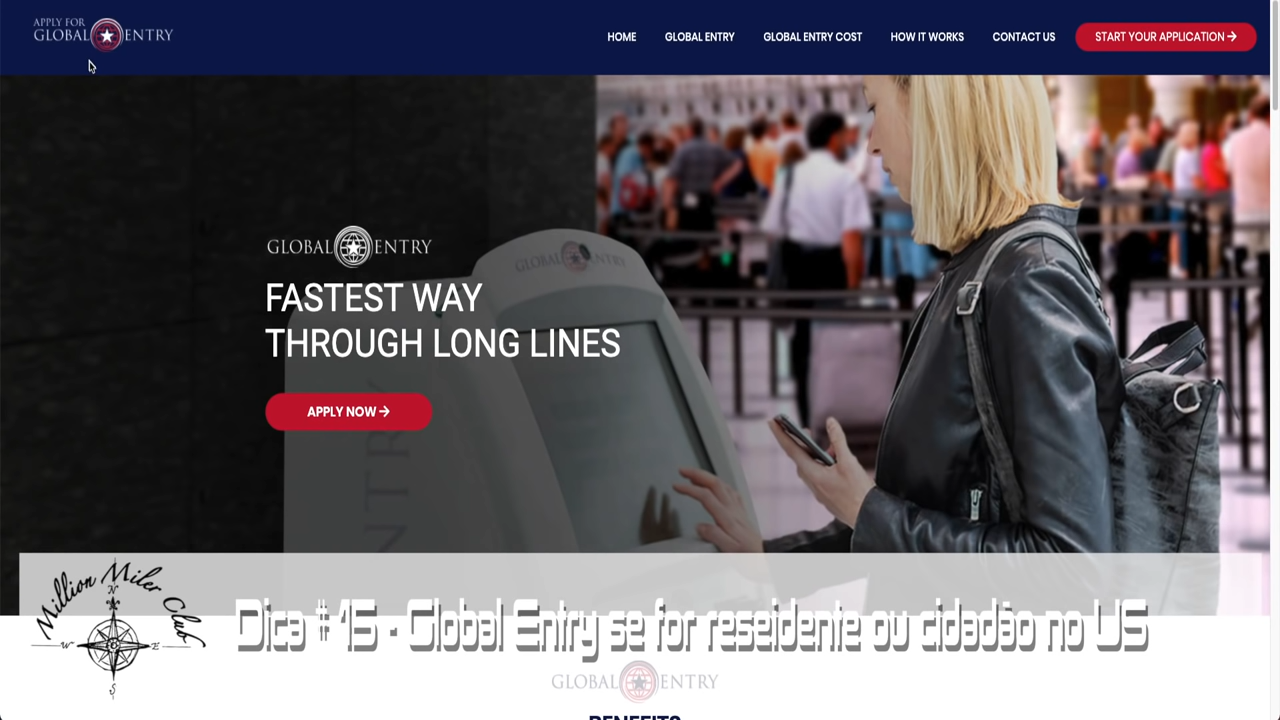 APPLY FOR
GLOBAL ENTRY
HOME
GLOBAL ENTRY
GLOBAL ENTRY COST
HOW IT WORKS
CONTACT US
START YOUR APPLICATION →
GLOBAL ENTRY
GLOBAL ENTRY
FASTEST WAY
THROUGH LONG LINES
APPLY NOW →
NTRY
Million Miler Club
N
W E
S
Dica #15 - Global Entry se for reseidente ou cidadão no US
GLOBAL ENTRY
BENEFITS